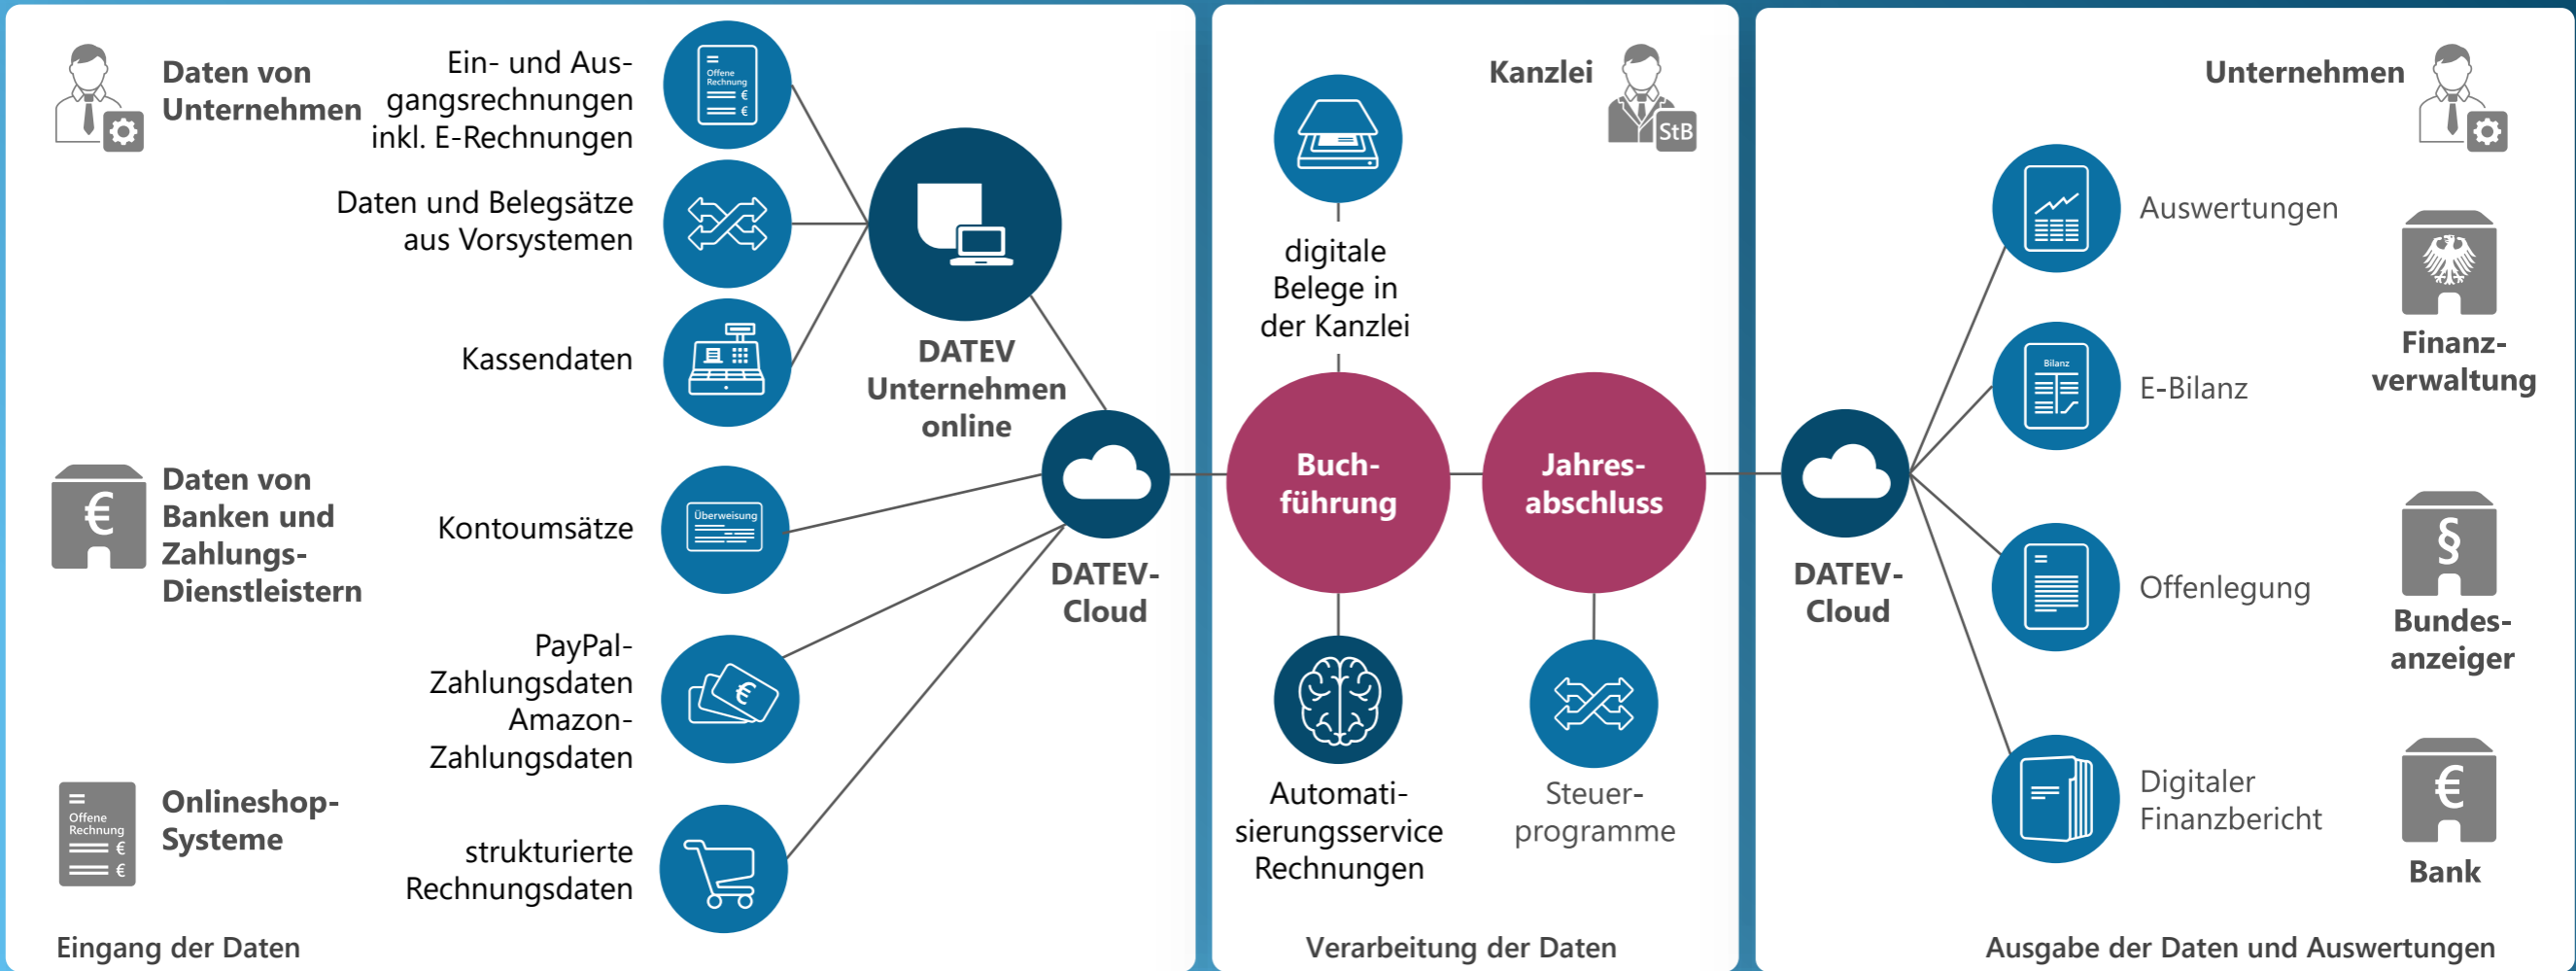 Daten von
Unternehmen
Ein- und Aus-
gangsrechnungen
inkl. E-Rechnungen
Offene
Rechnung
€
€
Daten und Belegsätze
aus Vorsystemen
Kassendaten
DATEV
Unternehmen
online
€
Daten von
Banken und
Zahlungs-
Dienstleistern
Kontoumsätze
Überweisung
DATEV-
Cloud
PayPal-
Zahlungsdaten
Amazon-
Zahlungsdaten
€
Offene
Rechnung
€
€
Onlineshop-
Systeme
strukturierte
Rechnungsdaten
Eingang der Daten
Kanzlei
StB
digitale
Belege in
der Kanzlei
Buch-
führung
Jahres-
abschluss
Automati-
sierungsservice
Rechnungen
Steuer-
programme
Verarbeitung der Daten
Unternehmen
Auswertungen
Finanz-
verwaltung
Bilanz
E-Bilanz
DATEV-
Cloud
Offenlegung
§
Bundes-
anzeiger
Digitaler
Finanzbericht
€
Bank
Ausgabe der Daten und Auswertungen